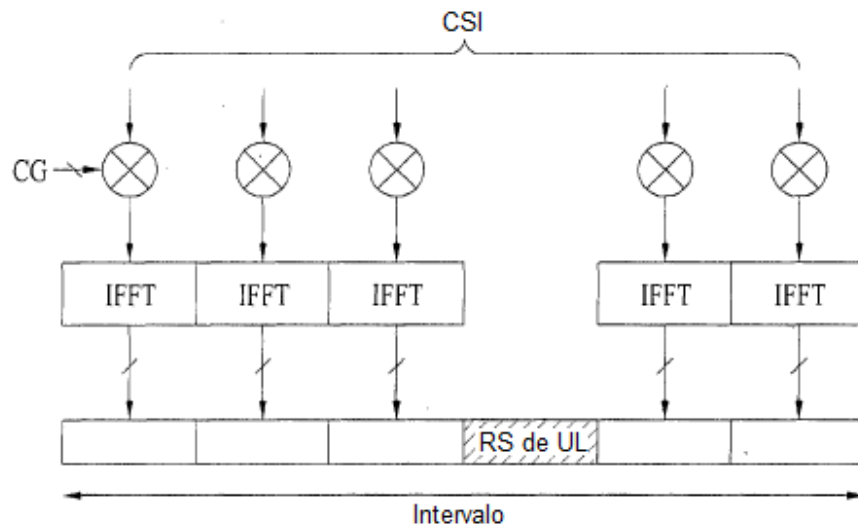 CSI
CG
IFFT IFFT IFFT IFFT IFFT
RS de UL
Intervalo